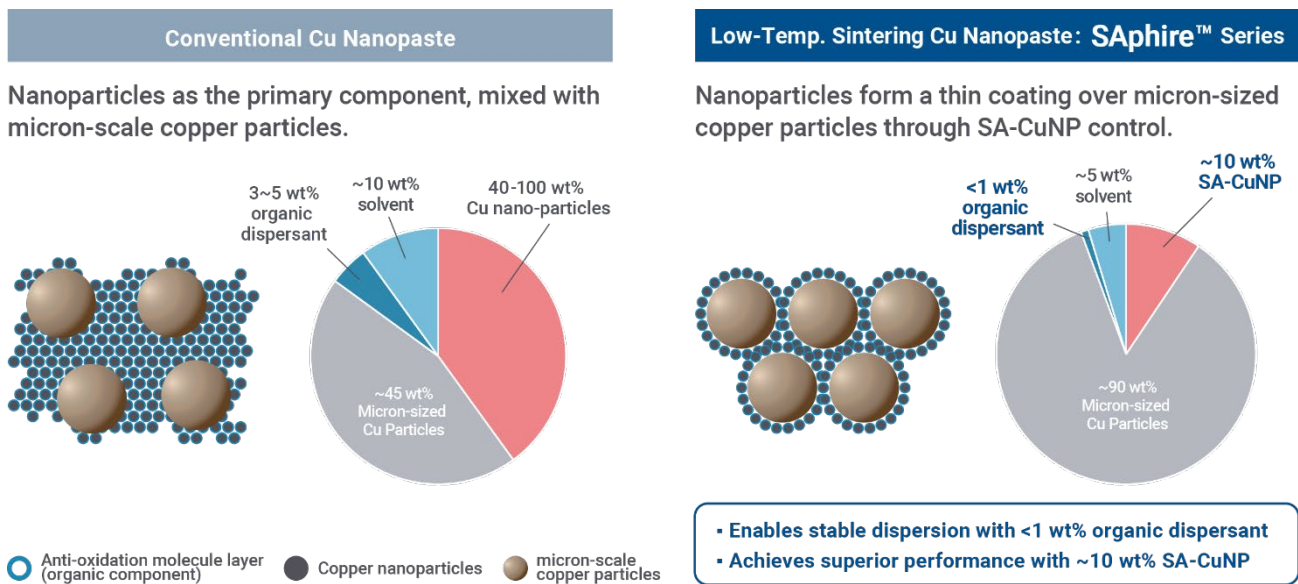 Conventional Cu Nanopaste
Nanoparticles as the primary component, mixed with
micron-scale copper particles.
3~5 wt%
organic
dispersant
~10 wt%
solvent
40-100 wt%
Cu nano-particles
~45 wt%
Micron-sized
Cu Particles
Anti-oxidation molecule layer
(organic component)
Copper nanoparticles
micron-scale
copper particles
Low-Temp. Sintering Cu Nanopaste: SAphire™ Series
Nanoparticles form a thin coating over micron-sized
copper particles through SA-CuNP control.
<1 wt%
organic
dispersant
~5 wt%
solvent
~10 wt%
SA-CuNP
~90 wt%
Micron-sized
Cu Particles
▪ Enables stable dispersion with <1 wt% organic dispersant
▪ Achieves superior performance with ~10 wt% SA-CuNP